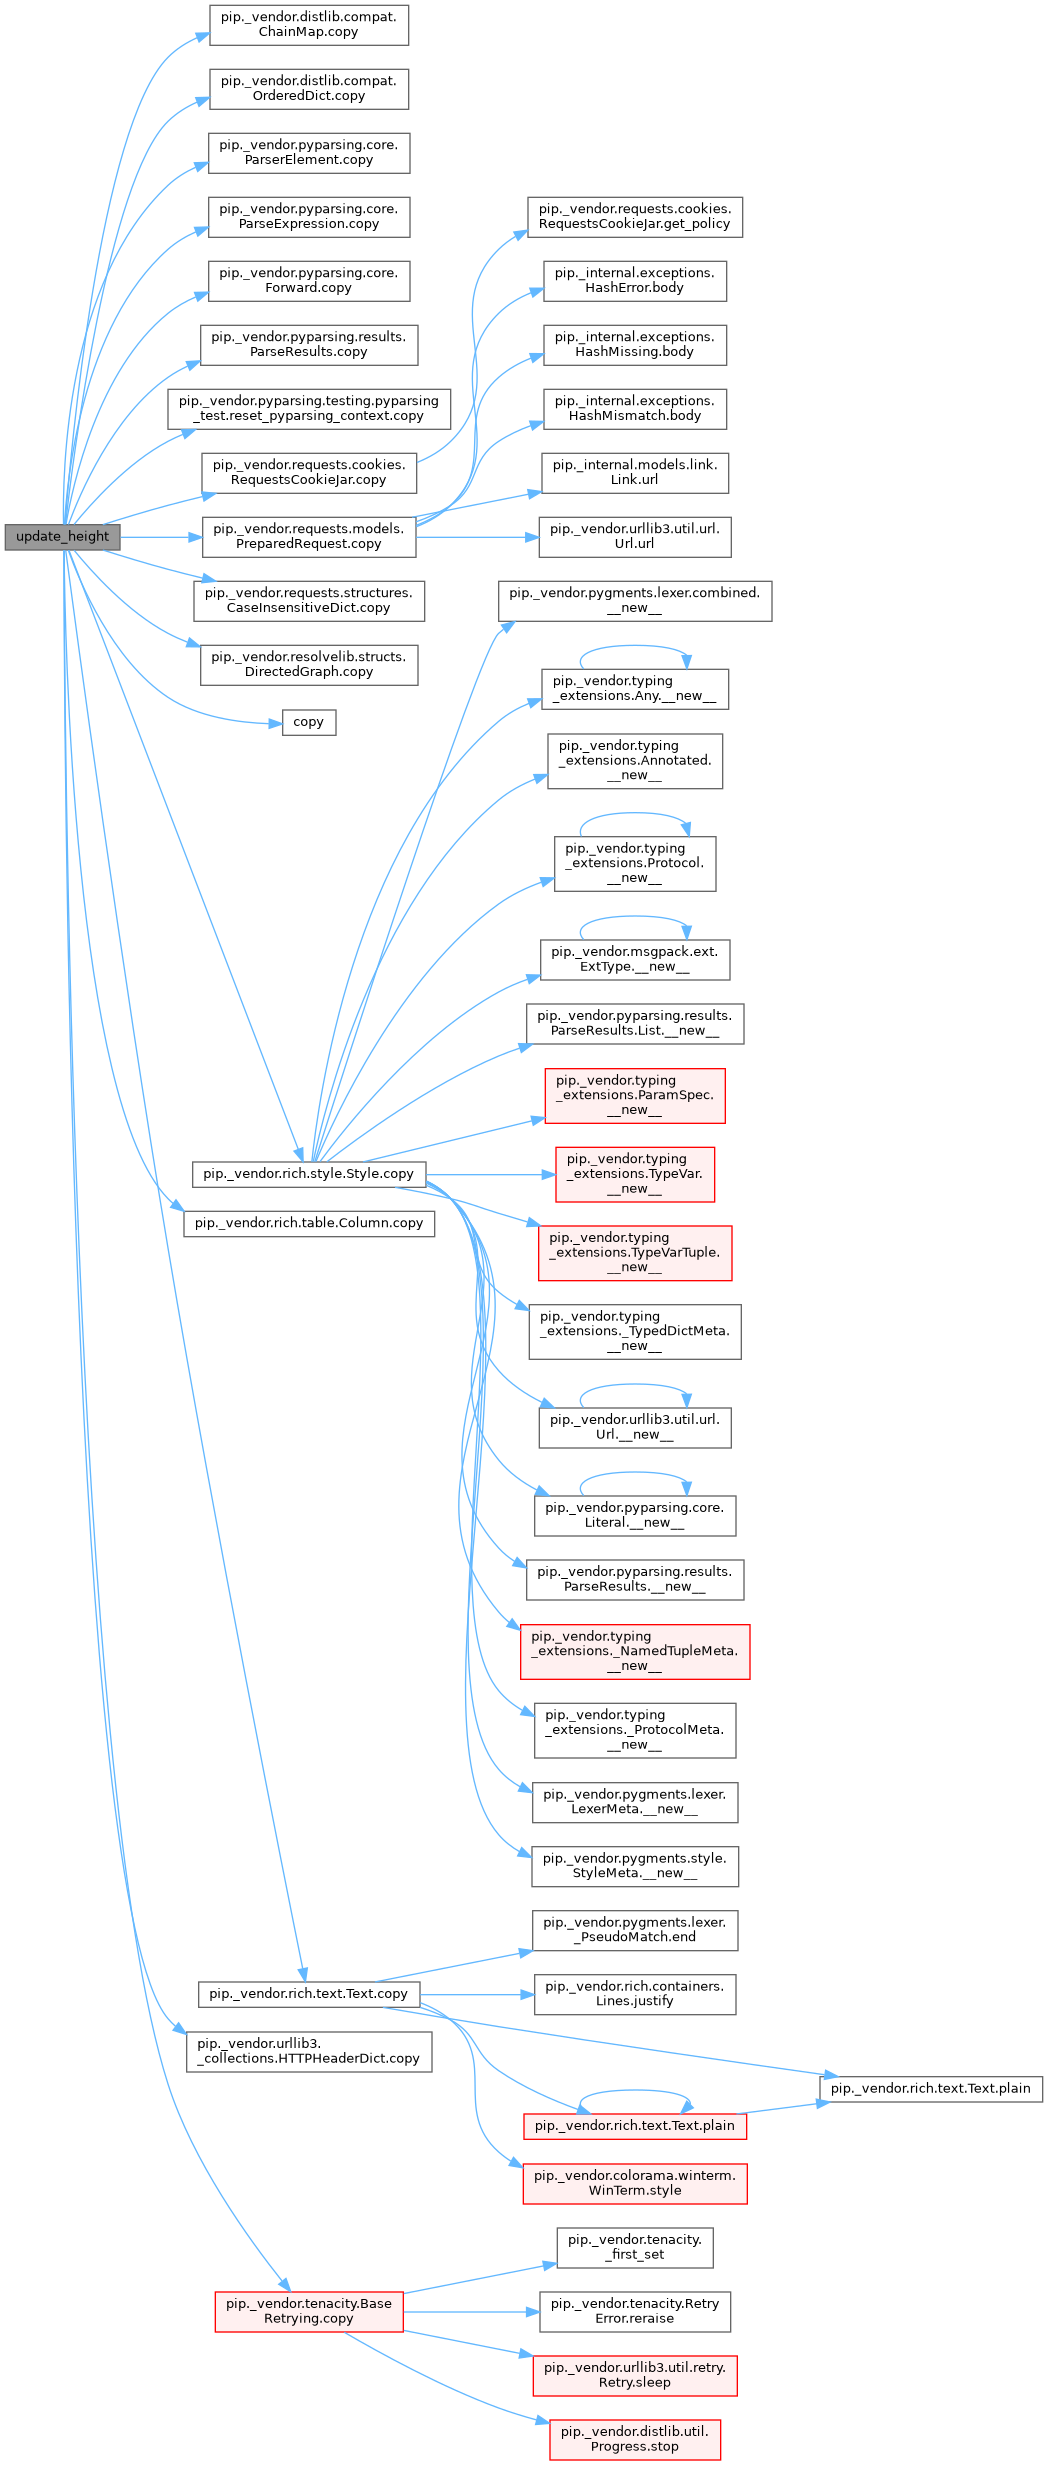 pip._vendor.distlib.compat.
ChainMap.copy
pip._vendor.distlib.compat.
OrderedDict.copy
pip._vendor.pyparsing.core.
ParserElement.copy
pip._vendor.pyparsing.core.
ParseExpression.copy
pip._vendor.pyparsing.core.
Forward.copy
pip._vendor.pyparsing.results.
ParseResults.copy
pip._vendor.pyparsing.testing.pyparsing
_test.reset_pyparsing_context.copy
pip._vendor.requests.cookies.
RequestsCookieJar.copy
update_height
pip._vendor.requests.models.
PreparedRequest.copy
pip._vendor.requests.structures.
CaseInsensitiveDict.copy
pip._vendor.resolvelib.structs.
DirectedGraph.copy
copy
pip._vendor.rich.style.Style.copy
pip._vendor.rich.table.Column.copy
pip._vendor.rich.text.Text.copy
pip._vendor.urllib3.
_collections.HTTPHeaderDict.copy
pip._vendor.tenacity.Base
Retrying.copy
pip._vendor.requests.cookies.
RequestsCookieJar.get_policy
pip._internal.exceptions.
HashError.body
pip._internal.exceptions.
HashMissing.body
pip._internal.exceptions.
HashMismatch.body
pip._internal.models.link.
Link.url
pip._vendor.urllib3.util.url.
Url.url
pip._vendor.pygments.lexer.combined.
__new__
pip._vendor.typing
_extensions.Any.__new__
pip._vendor.typing
_extensions.Annotated.
__new__
pip._vendor.typing
_extensions.Protocol.
__new__
pip._vendor.msgpack.ext.
ExtType.__new__
pip._vendor.pyparsing.results.
ParseResults.List.__new__
pip._vendor.typing
_extensions.ParamSpec.
__new__
pip._vendor.typing
_extensions.TypeVar.
__new__
pip._vendor.typing
_extensions.TypeVarTuple.
__new__
pip._vendor.typing
_extensions._TypedDictMeta.
__new__
pip._vendor.urllib3.util.url.
Url.__new__
pip._vendor.pyparsing.core.
Literal.__new__
pip._vendor.pyparsing.results.
ParseResults.__new__
pip._vendor.typing
_extensions._NamedTupleMeta.
__new__
pip._vendor.typing
_extensions._ProtocolMeta.
__new__
pip._vendor.pygments.lexer.
LexerMeta.__new__
pip._vendor.pygments.style.
StyleMeta.__new__
pip._vendor.pygments.lexer.
_PseudoMatch.end
pip._vendor.rich.containers.
Lines.justify
pip._vendor.rich.text.Text.plain
pip._vendor.rich.text.Text.plain
pip._vendor.colorama.winterm.
WinTerm.style
pip._vendor.tenacity.
_first_set
pip._vendor.tenacity.Retry
Error.reraise
pip._vendor.urllib3.util.retry.
Retry.sleep
pip._vendor.distlib.util.
Progress.stop